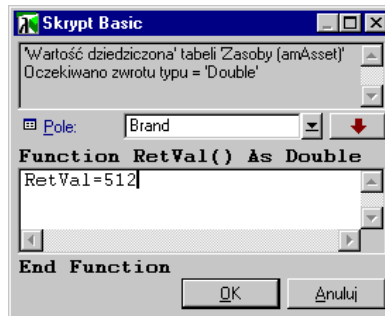 Skrypt Basic
'Wartość dziedziczona' tabeli 'Zasoby (amAsset)'
Oczekiwano zwrotu typu = 'Double'
Pole: Brand
Function RetVal() As Double
RetVal=512
End Function
OK Anuluj